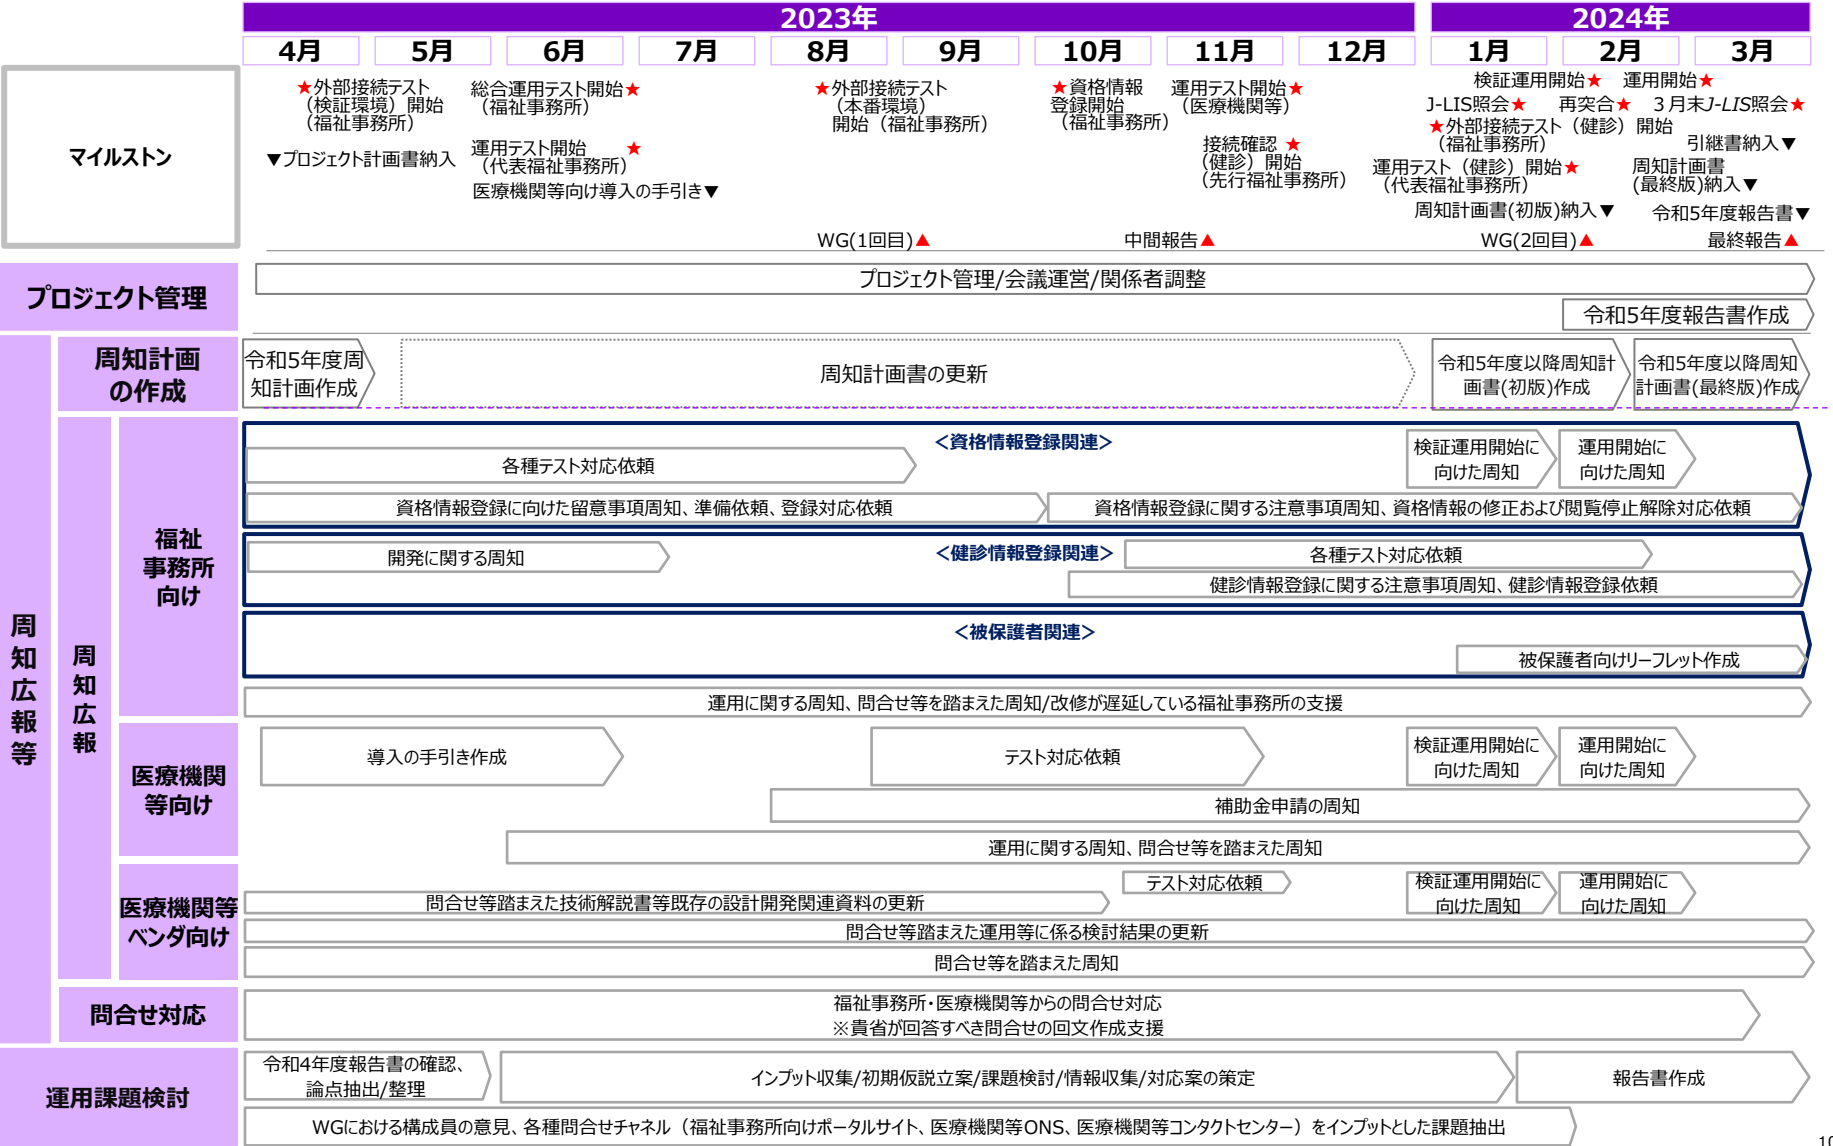 2023年
2024年
4月
5月
6月
7月
8月
9月
10月
11月
12月
1月
2月
3月
マイルストン
★外部接続テスト
（検証環境）開始
（福祉事務所）
▼プロジェクト計画書納入
総合運用テスト開始★
（福祉事務所）
運用テスト開始 ★
（代表福祉事務所）
医療機関等向け導入の手引き▼
★外部接続テスト
（本番環境）
開始（福祉事務所）
WG(1回目)▲
★資格情報
登録開始
（福祉事務所）
運用テスト開始★
（医療機関等）
接続確認 ★
（健診）開始
（先行福祉事務所）
中間報告▲
検証運用開始★
運用開始★
J-LIS照会★
再突合★
３月末J-LIS照会★
★外部接続テスト（健診）開始
（福祉事務所）
引継書納入▼
運用テスト（健診）開始★
（代表福祉事務所）
周知計画書
(最終版)納入▼
周知計画書(初版)納入▼
令和5年度報告書▼
WG(2回目)▲
最終報告▲
プロジェクト管理
プロジェクト管理/会議運営/関係者調整
令和5年度報告書作成
周知広報等
周知計画
の作成
令和5年度周
知計画作成
周知計画書の更新
令和5年度以降周知計
画書(初版)作成
令和5年度以降周知
計画書(最終版)作成
周知広報
福祉
事務所
向け
＜資格情報登録関連＞
各種テスト対応依頼
検証運用開始に
向けた周知
運用開始に
向けた周知
資格情報登録に向けた留意事項周知、準備依頼、登録対応依頼
資格情報登録に関する注意事項周知、資格情報の修正および閲覧停止解除対応依頼
＜健診情報登録関連＞
開発に関する周知
各種テスト対応依頼
健診情報登録に関する注意事項周知、健診情報登録依頼
＜被保護者関連＞
被保護者向けリーフレット作成
運用に関する周知、問合せ等を踏まえた周知/改修が遅延している福祉事務所の支援
医療機関
等向け
導入の手引き作成
テスト対応依頼
検証運用開始に
向けた周知
運用開始に
向けた周知
補助金申請の周知
運用に関する周知、問合せ等を踏まえた周知
医療機関等
ベンダ向け
テスト対応依頼
検証運用開始に
向けた周知
運用開始に
向けた周知
問合せ等踏まえた技術解説書等既存の設計開発関連資料の更新
問合せ等踏まえた運用等に係る検討結果の更新
問合せ等を踏まえた周知
問合せ対応
福祉事務所・医療機関等からの問合せ対応
※貴省が回答すべき問合せの回文作成支援
運用課題検討
令和4年度報告書の確認、
論点抽出/整理
インプット収集/初期仮説立案/課題検討/情報収集/対応案の策定
報告書作成
WGにおける構成員の意見、各種問合せチャネル（福祉事務所向けポータルサイト、医療機関等ONS、医療機関等コンタクトセンター）をインプットとした課題抽出